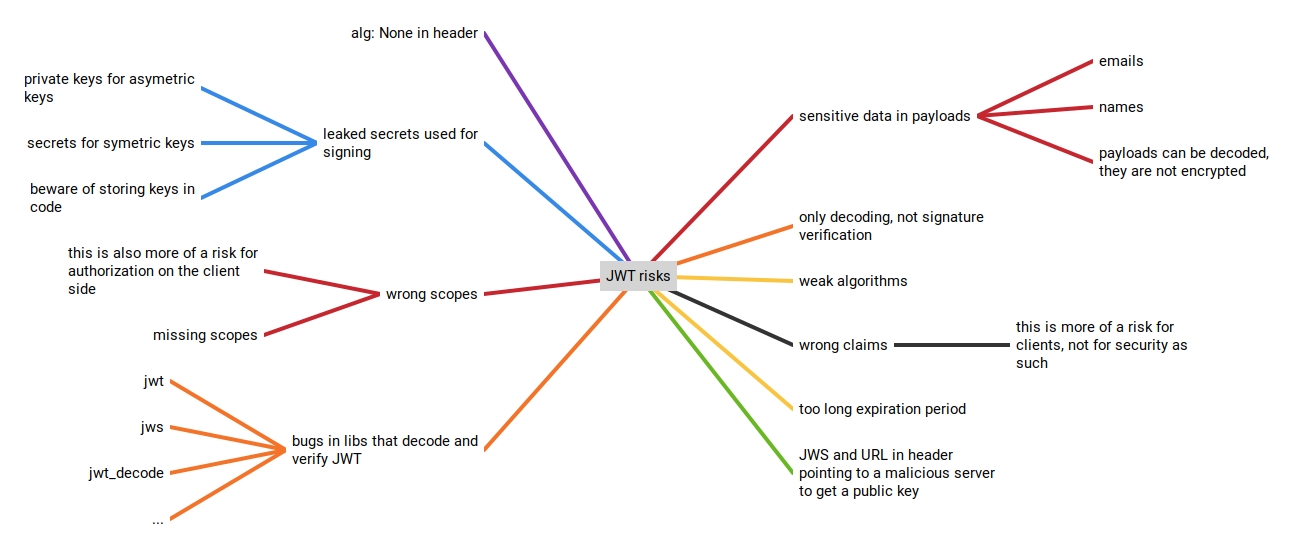 alg: None in header
private keys for asymetric
keys
secrets for symetric keys
beware of storing keys in
code
leaked secrets used for
signing
this is also more of a risk for
authorization on the client
side
missing scopes
wrong scopes
jwt
jws
jwt_decode
...
bugs in libs that decode and
verify JWT
JWT risks
sensitive data in payloads
emails
names
payloads can be decoded,
they are not encrypted
only decoding, not signature
verification
weak algorithms
wrong claims
this is more of a risk for
clients, not for security as
such
too long expiration period
JWS and URL in header
pointing to a malicious server
to get a public key